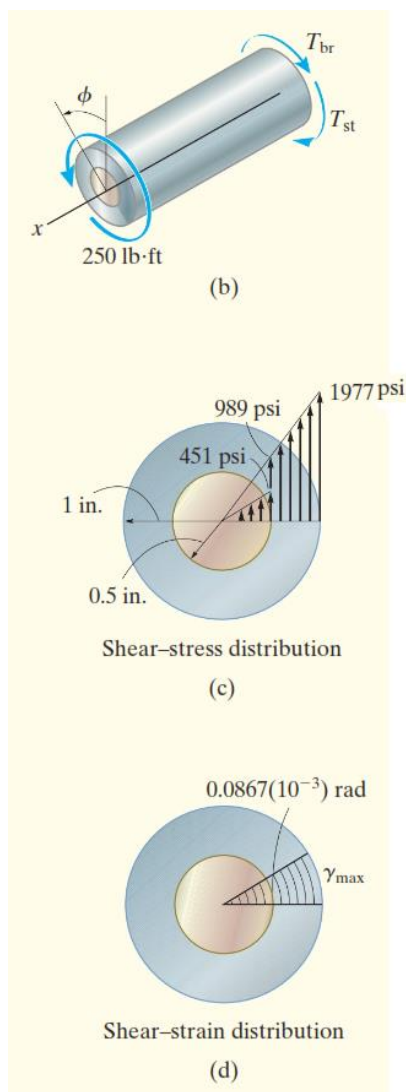 T_br
ϕ
T_st
x
250 lb·ft
(b)
1977 psi
989 psi
451 psi
1 in.
0.5 in.
Shear–stress distribution
(c)
0.0867(10⁻³) rad
γ_max
Shear–strain distribution
(d)